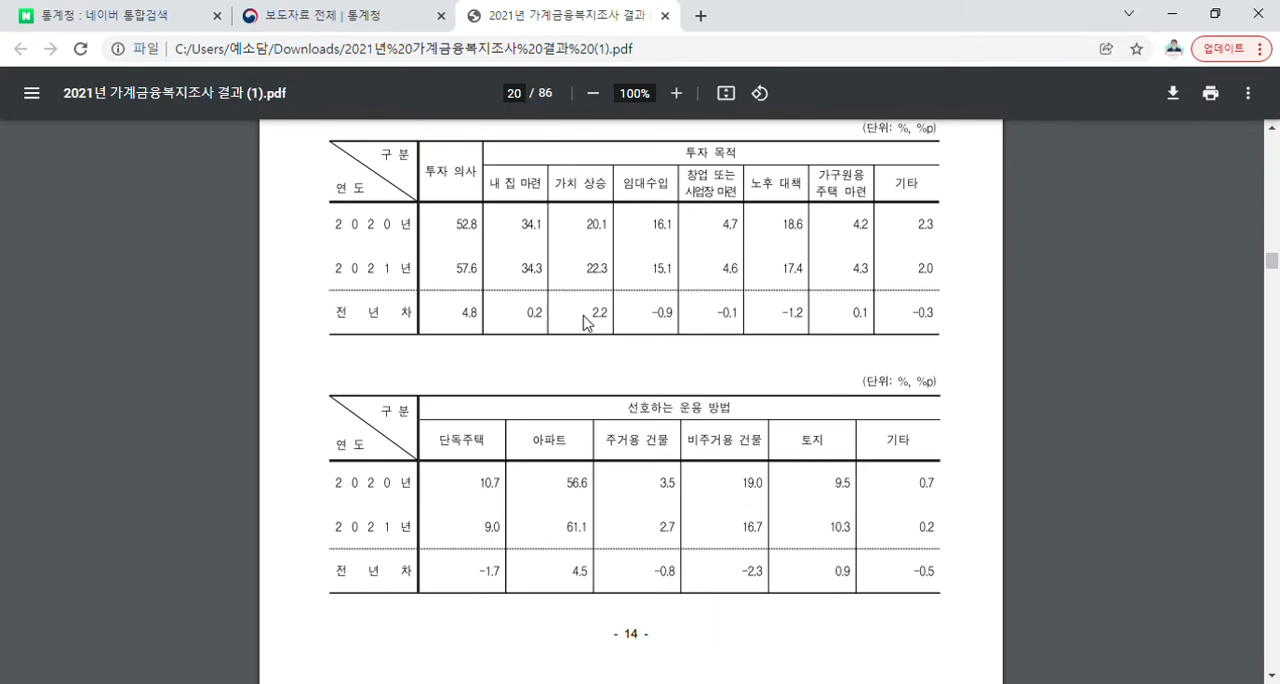 통계청 : 네이버 통합검색
보도자료 전체 | 통계청
2021년 가계금융복지조사 결과 (
파일 C:/Users/예소담/Downloads/2021년%20가계금융복지조사%20결과%20(1).pdf
업데이트
2021년 가계금융복지조사 결과 (1).pdf
20 / 86
100%
(단위: %, %p)
구 분
연 도
투자 의사
투자 목적
내 집 마련 가치 상승 임대수입 창업 또는 사업장 마련 노후 대책 가구원용 주택 마련 기타
2 0 2 0 년 52.8 34.1 20.1 16.1 4.7 18.6 4.2 2.3
2 0 2 1 년 57.6 34.3 22.3 15.1 4.6 17.4 4.3 2.0
전 년 차 4.8 0.2 2.2 -0.9 -0.1 -1.2 0.1 -0.3
(단위: %, %p)
구 분
연 도
선호하는 운용 방법
단독주택 아파트 주거용 건물 비주거용 건물 토지 기타
2 0 2 0 년 10.7 56.6 3.5 19.0 9.5 0.7
2 0 2 1 년 9.0 61.1 2.7 16.7 10.3 0.2
전 년 차 -1.7 4.5 -0.8 -2.3 0.9 -0.5
- 14 -